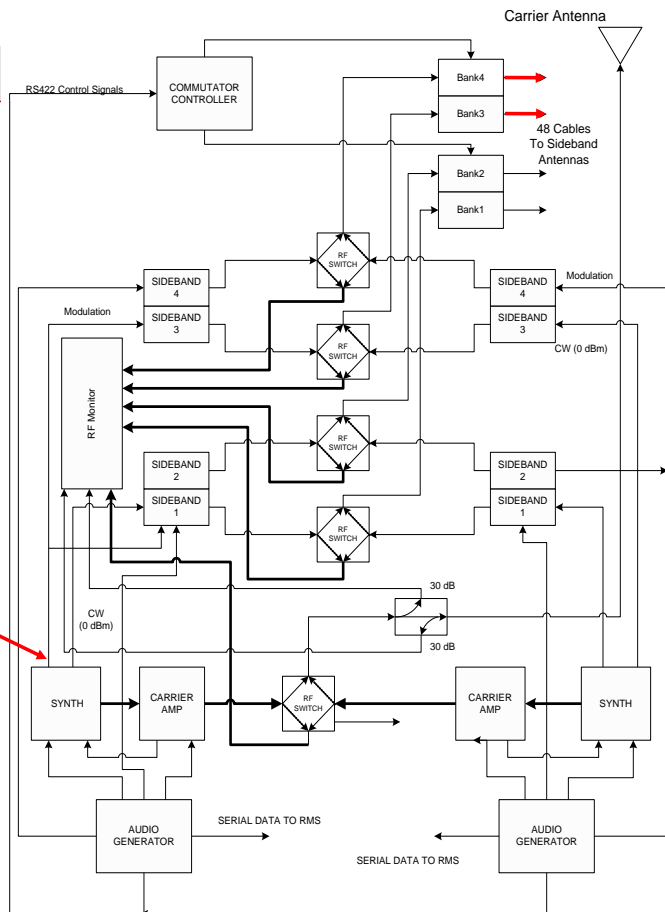 Carrier Antenna
RS422 Control Signals
COMMUTATOR
CONTROLLER
Bank4
Bank3
48 Cables
To Sideband
Antennas
Bank2
Bank1
RF
SWITCH
SIDEBAND
4
SIDEBAND
4
Modulation
Modulation
SIDEBAND
3
SIDEBAND
3
RF
SWITCH
CW (0 dBm)
RF Monitor
RF
SWITCH
SIDEBAND
2
SIDEBAND
2
SIDEBAND
1
SIDEBAND
1
RF
SWITCH
30 dB
CW
(0 dBm)
30 dB
SYNTH
CARRIER
AMP
RF
SWITCH
CARRIER
AMP
SYNTH
AUDIO
GENERATOR
SERIAL DATA TO RMS
SERIAL DATA TO RMS
AUDIO
GENERATOR